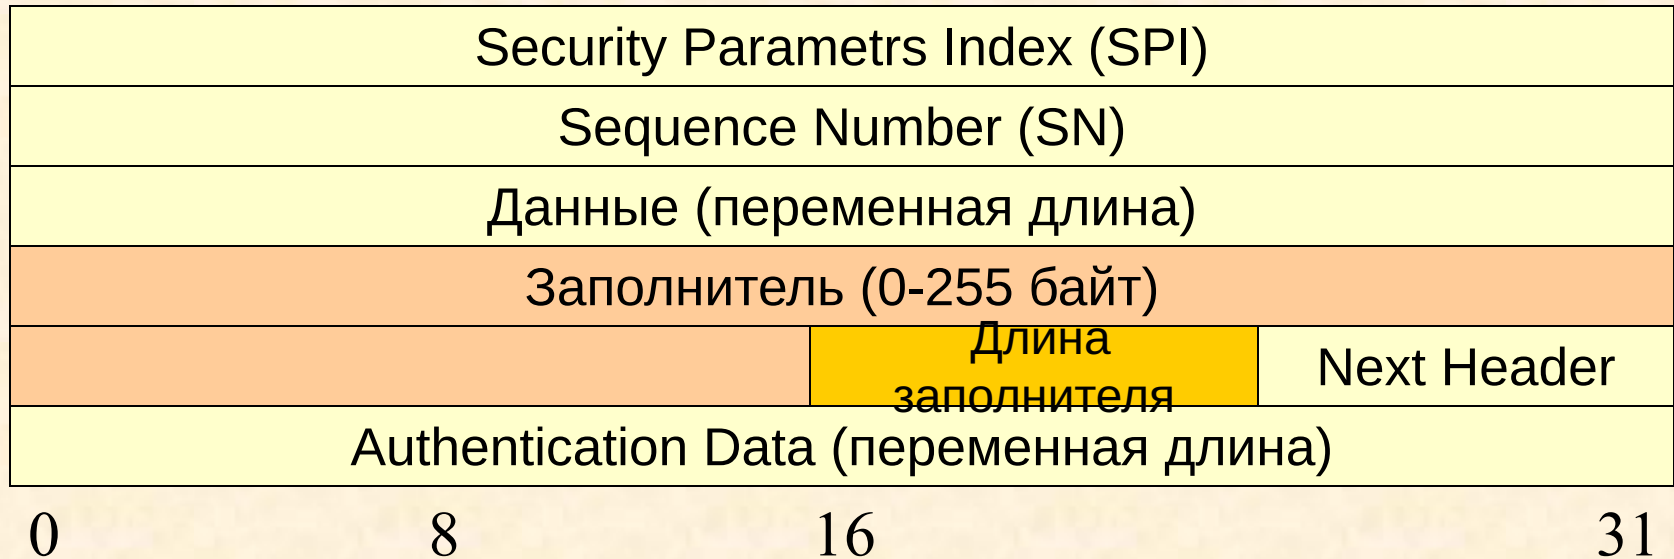 Security Parametrs Index (SPI)
Sequence Number (SN)
Данные (переменная длина)
Заполнитель (0-255 байт)
Длина
заполнителя
Next Header
Authentication Data (переменная длина)
0 8 16 31